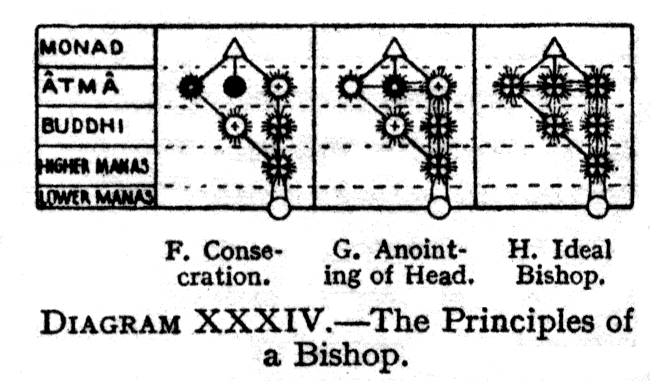 MONAD
ÂTMÂ
BUDDHI
HIGHER MANAS
LOWER MANAS
F. Conse-
cration.
G. Anoint-
ing of Head.
H. Ideal
Bishop.
DIAGRAM XXXIV.—The Principles of
a Bishop.